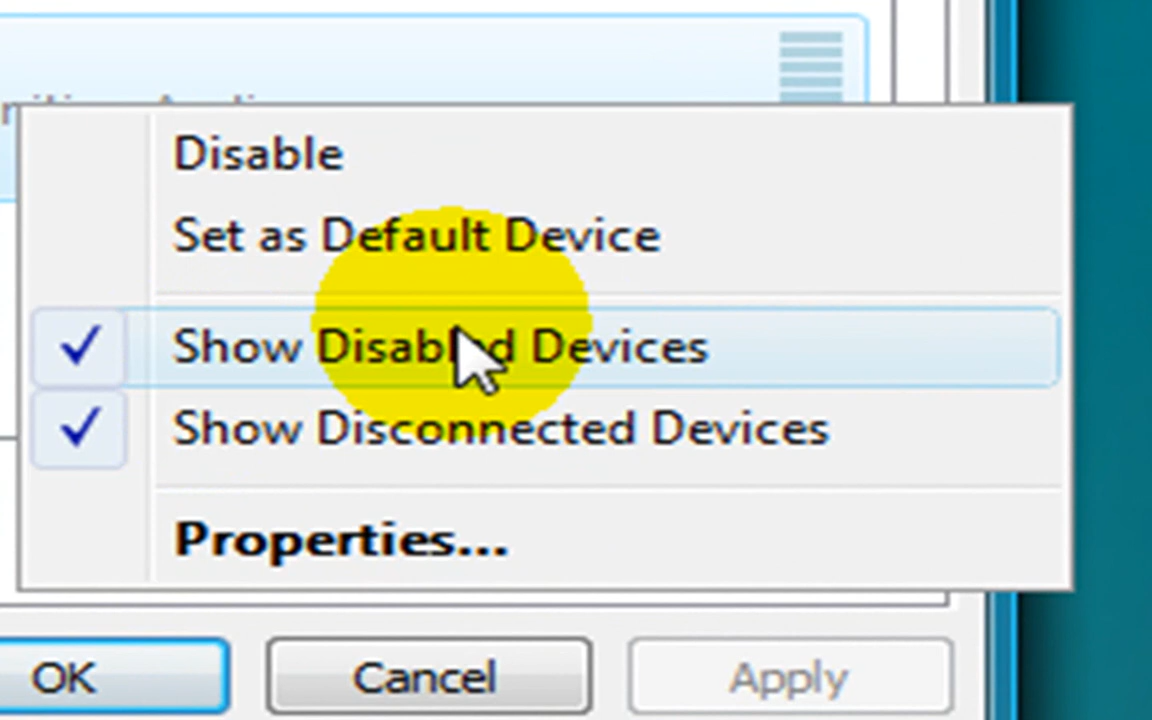 Disable
Set as Default Device
Show Disabled Devices
Show Disconnected Devices
Properties...
OK
Cancel
Apply